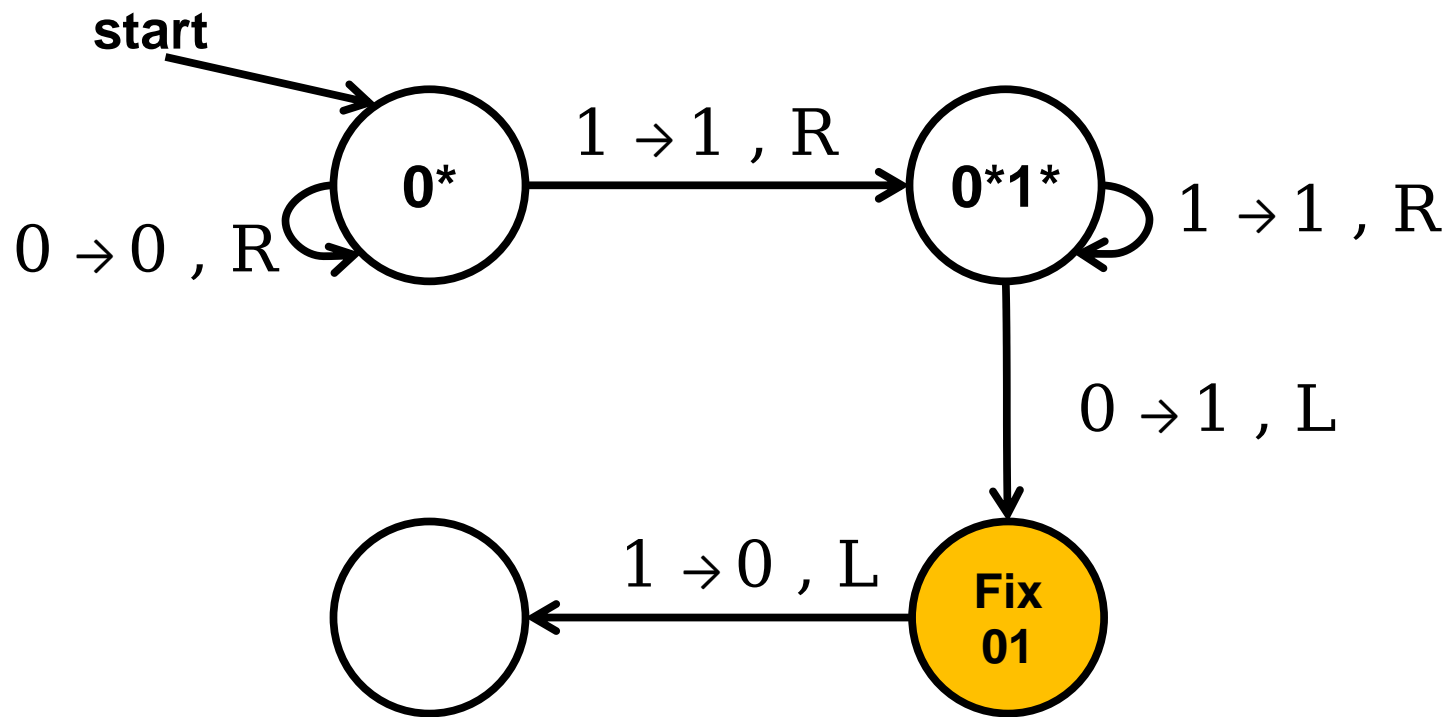 start
0*
1 → 1 , R
0*1*
1 → 1 , R
0 → 0 , R
0 → 1 , L
1 → 0 , L
Fix
01